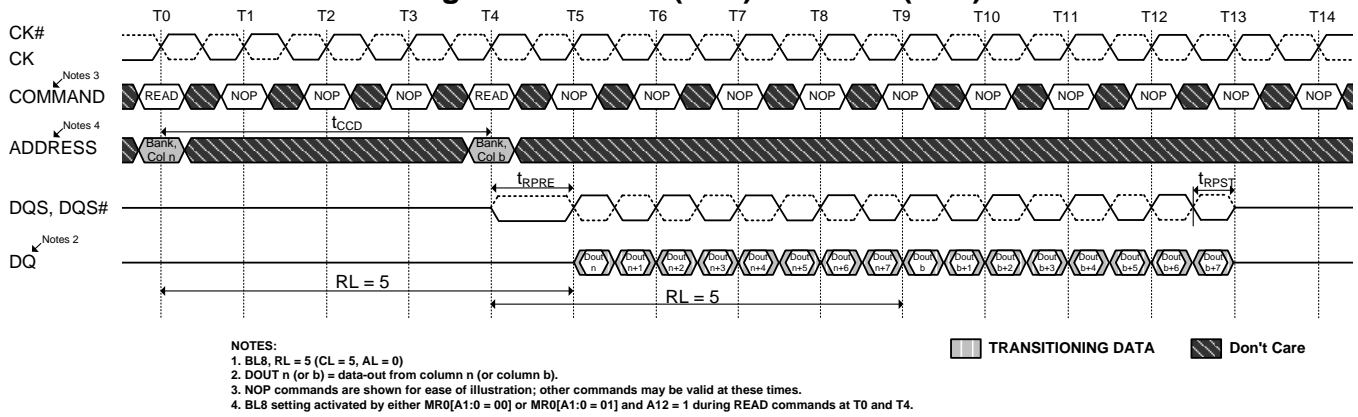 T0 T1 T2 T3 T4 T5 T6 T7 T8 T9 T10 T11 T12 T13 T14
CK#
CK
Notes 3
COMMAND READ NOP NOP NOP READ NOP NOP NOP NOP NOP NOP NOP NOP NOP NOP
tCCD
Notes 4
ADDRESS Bank, Col n Bank, Col b
tRPRE tRPST
DQS, DQS#
Notes 2
DQ Dout n Dout n+1 Dout n+2 Dout n+3 Dout n+4 Dout n+5 Dout n+6 Dout n+7 Dout b Dout b+1 Dout b+2 Dout b+3 Dout b+4 Dout b+5 Dout b+6 Dout b+7
RL = 5 RL = 5
NOTES:
1. BL8, RL = 5 (CL = 5, AL = 0)
2. DOUT n (or b) = data-out from column n (or column b).
3. NOP commands are shown for ease of illustration; other commands may be valid at these times.
4. BL8 setting activated by either MR0[A1:0 = 00] or MR0[A1:0 = 01] and A12 = 1 during READ commands at T0 and T4.
TRANSITIONING DATA Don't Care